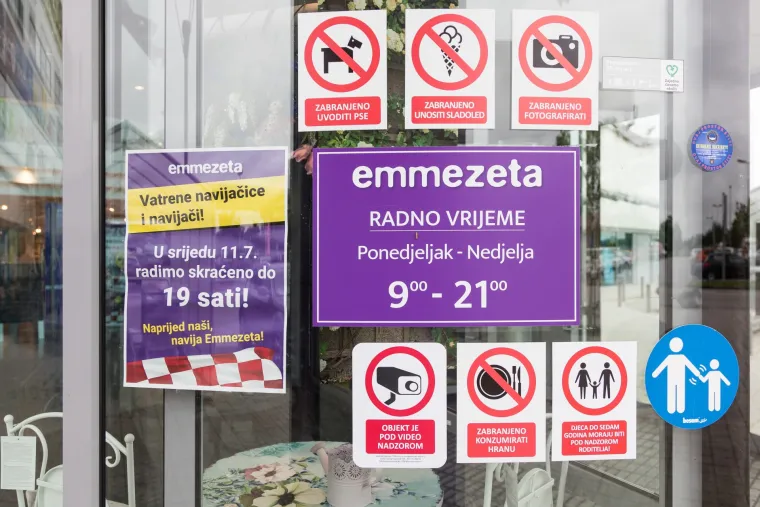 ZABRANJENO
UVODITI PSE
ZABRANJENO
UNOSITI SLADOLED
ZABRANJENO
FOTOGRAFIRATI
emmezeta
Vatrene navijačice
i navijači!
U srijedu 11.7.
radimo skraćeno do
19 sati!
Naprijed naši,
navija Emmezeta!
emmezeta
RADNO VRIJEME
Ponedjeljak - Nedjelja
9⁰⁰ - 21⁰⁰
OBJEKT JE
POD VIDEO
NADZOROM
ZABRANJENO
KONZUMIRATI
HRANU
DJECA DO SEDAM
GODINA MORAJU BITI
POD NADZOROM
RODITELJA!